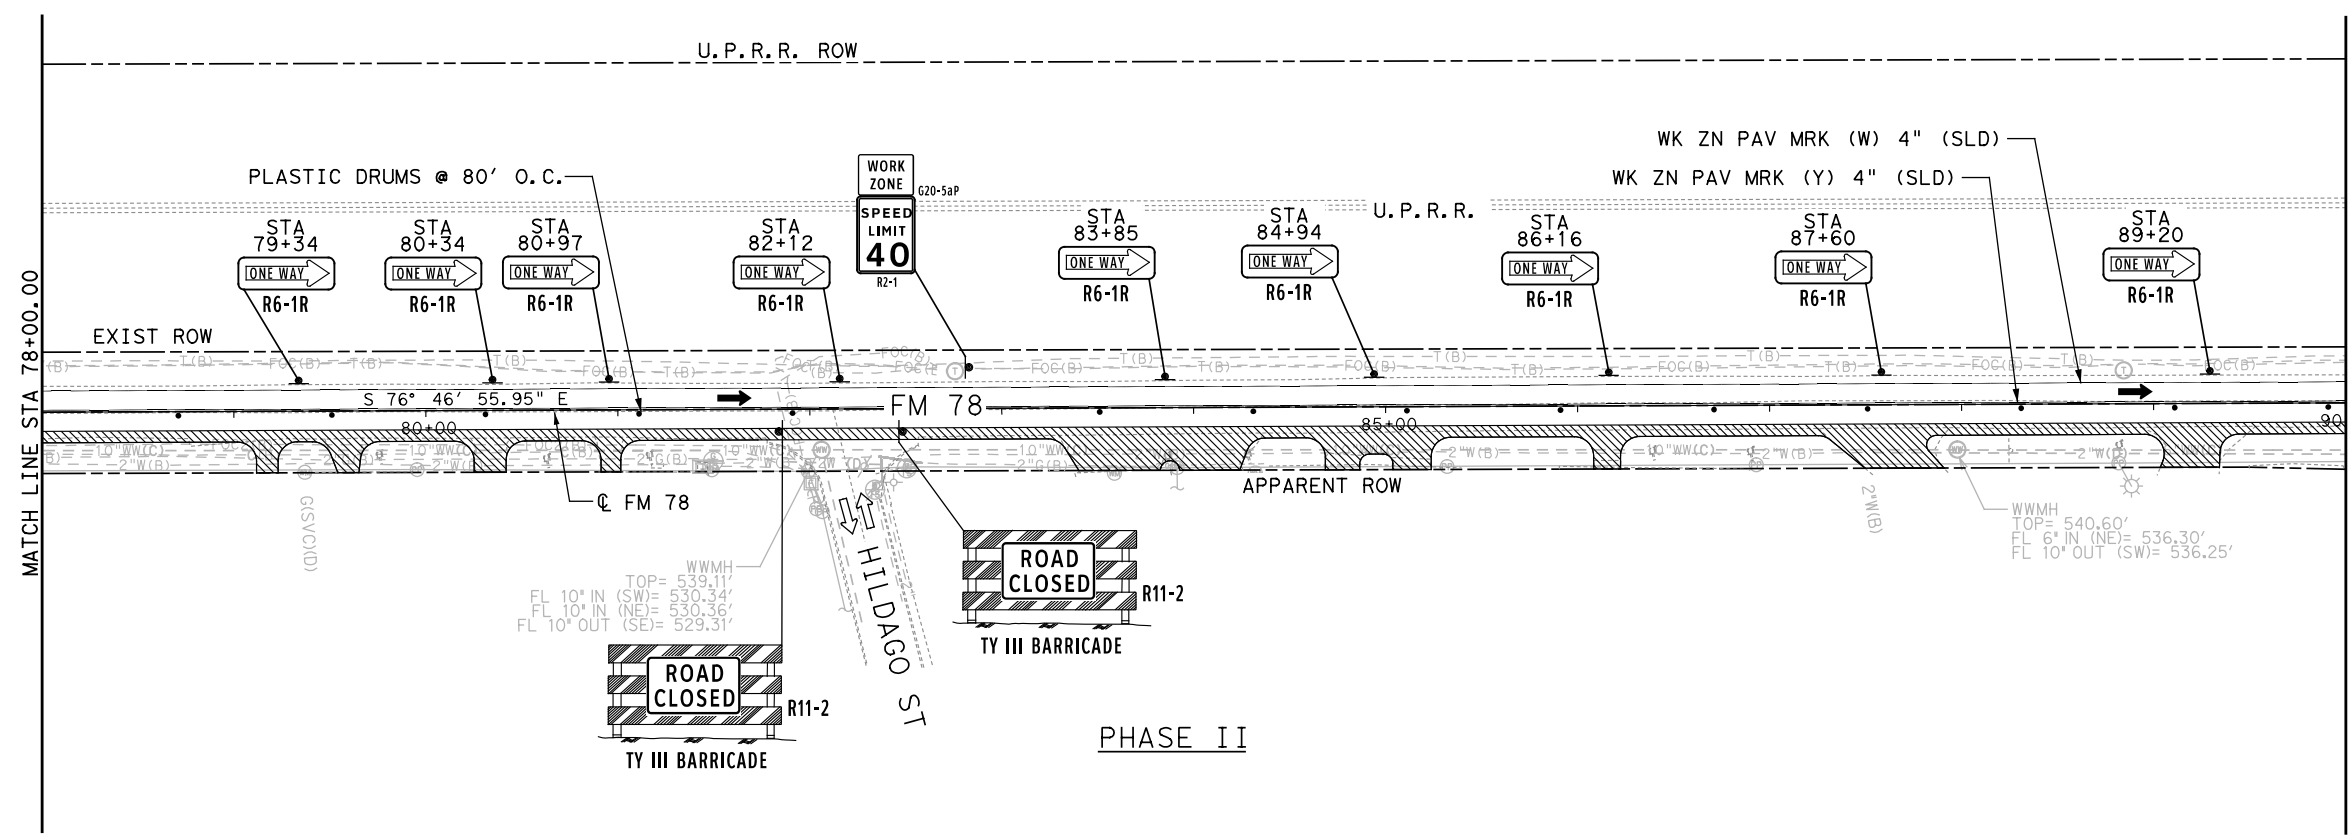 U.P.R.R. ROW
WK ZN PAV MRK (W) 4" (SLD)
WK ZN PAV MRK (Y) 4" (SLD)
PLASTIC DRUMS @ 80' O.C.
WORK
ZONE
G20-5aP
SPEED
LIMIT
40
R2-1
U.P.R.R.
STA
79+34
ONE WAY
R6-1R
STA
80+34
ONE WAY
R6-1R
STA
80+97
ONE WAY
R6-1R
STA
82+12
ONE WAY
R6-1R
STA
83+85
ONE WAY
R6-1R
STA
84+94
ONE WAY
R6-1R
STA
86+16
ONE WAY
R6-1R
STA
87+60
ONE WAY
R6-1R
STA
89+20
ONE WAY
R6-1R
MATCH LINE STA 78+00.00
EXIST ROW
S 76° 46' 55.95" E
FM 78
80+00
85+00
90
APPARENT ROW
℄ FM 78
G(SVC)(D)
2"W(B)
WWMH
TOP= 539.11'
FL 10" IN (SW)= 530.34'
FL 10" IN (NE)= 530.36'
FL 10" OUT (SE)= 529.31'
WWMH
TOP= 540.60'
FL 6" IN (NE)= 536.30'
FL 10" OUT (SW)= 536.25'
HILDAGO ST
ROAD
CLOSED
R11-2
TY III BARRICADE
ROAD
CLOSED
R11-2
TY III BARRICADE
PHASE II